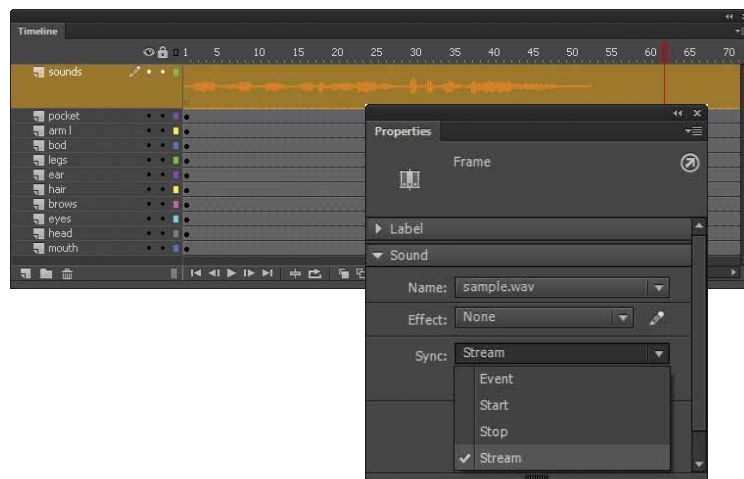 Timeline
1 5 10 15 20 25 30 35 40 45 50 55 60 65 70
sounds
pocket
arm l
bod
legs
ear
hair
brows
eyes
head
mouth
Properties
Frame
Label
Sound
Name: sample.wav
Effect: None
Sync: Stream
Event
Start
Stop
Stream